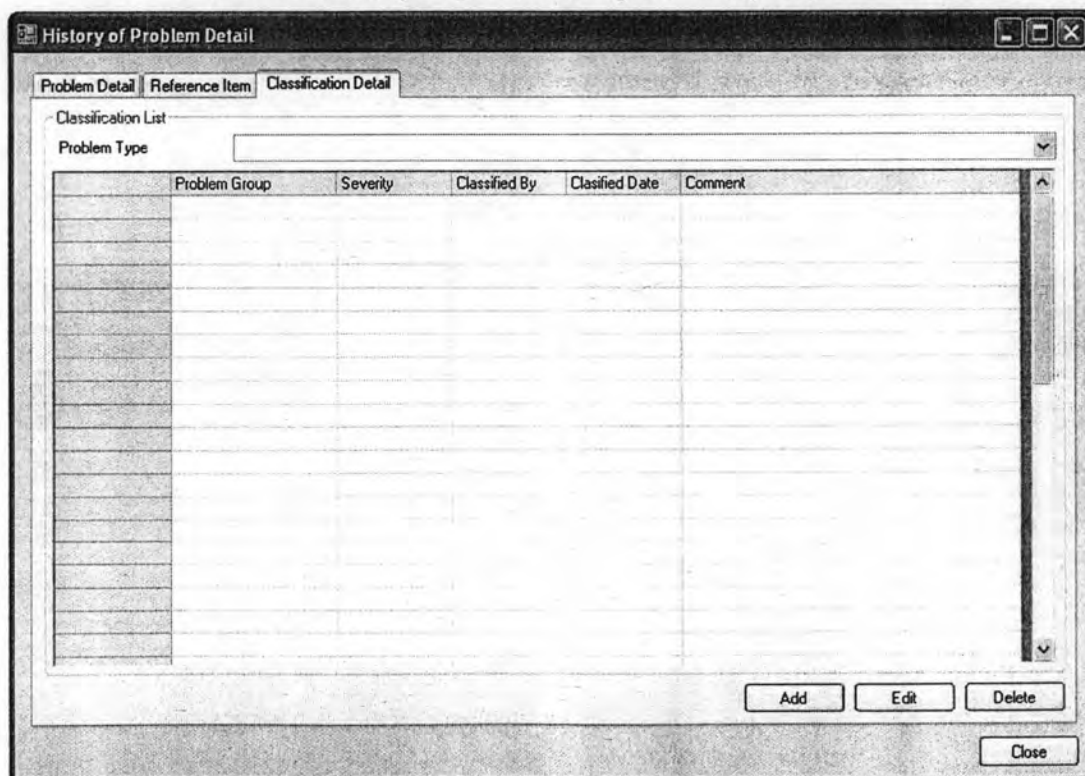 History of Problem Detail
Problem Detail Reference Item Classification Detail
Classification List
Problem Type
Problem Group Severity Classified By Clasified Date Comment
Add Edit Delete
Close